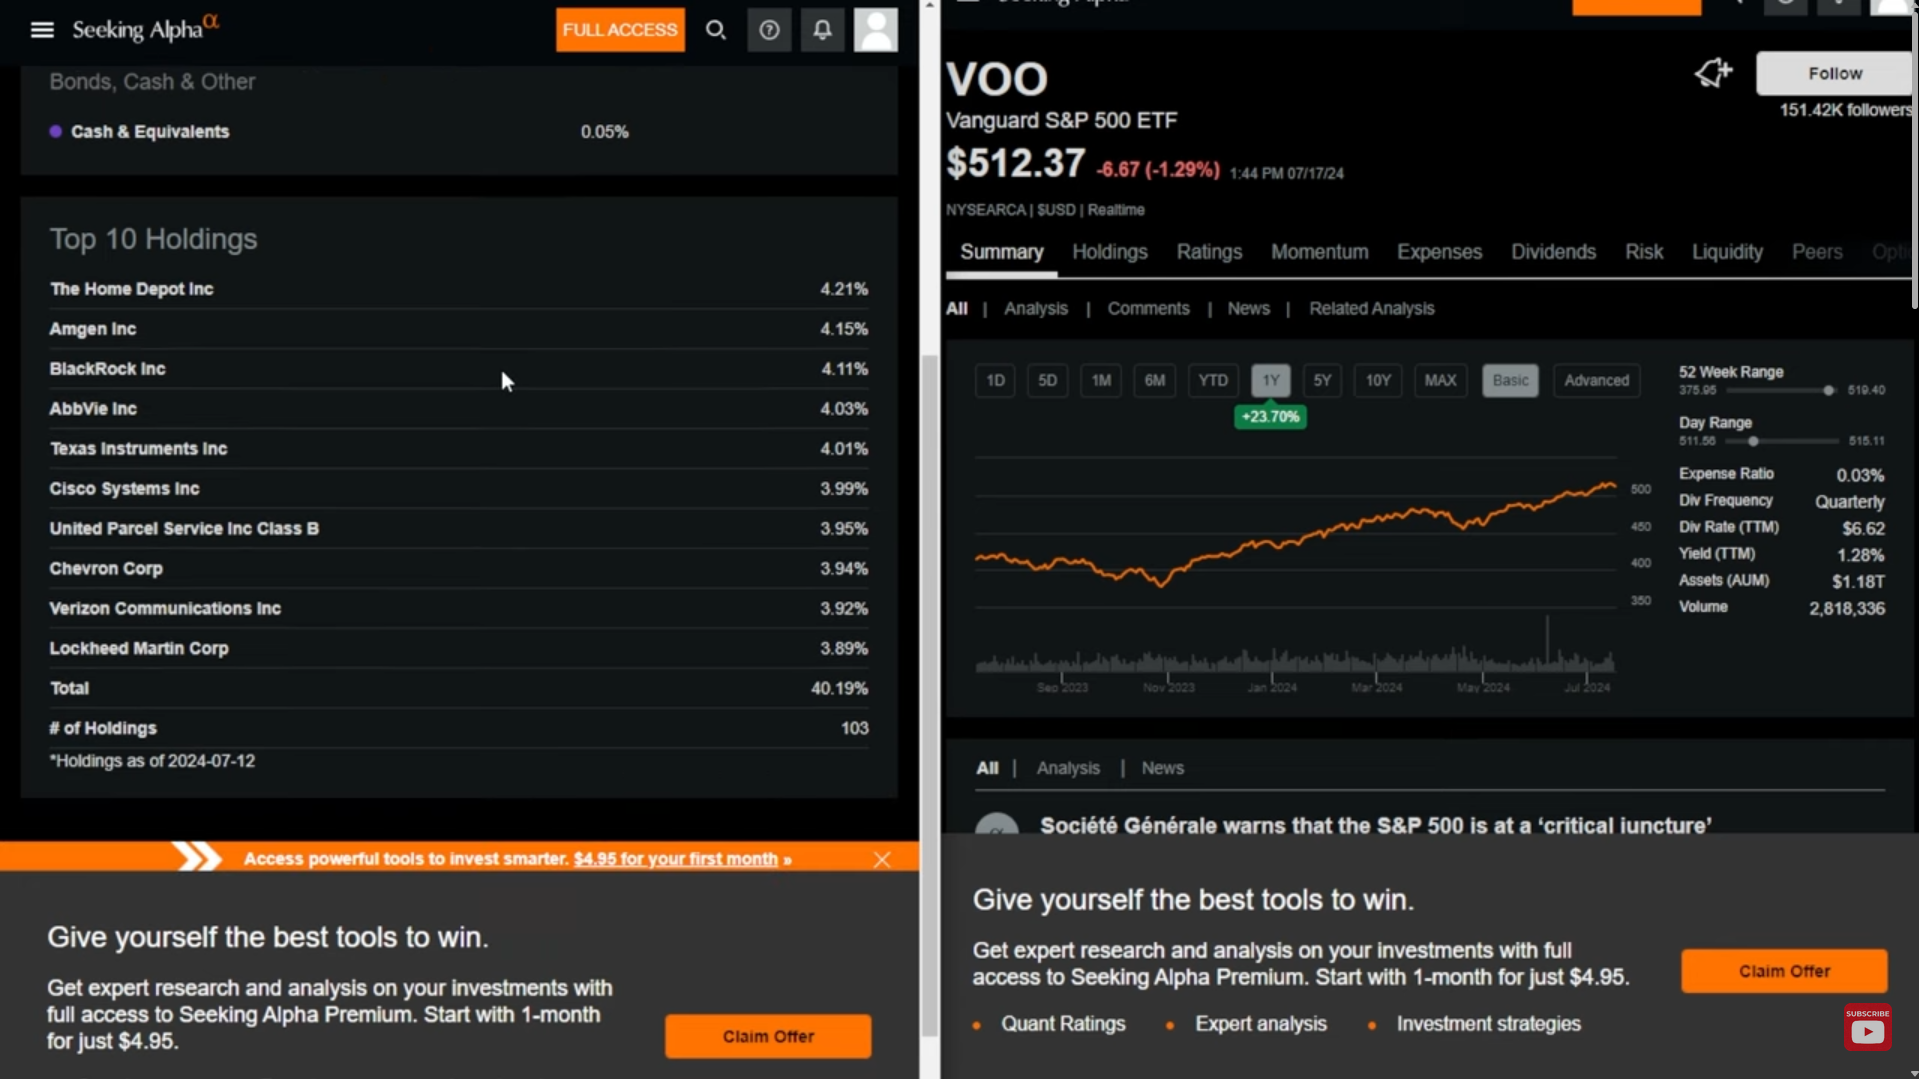 Seeking Alpha α
FULL ACCESS
Bonds, Cash & Other
Cash & Equivalents 0.05%
Top 10 Holdings
The Home Depot Inc 4.21%
Amgen Inc 4.15%
BlackRock Inc 4.11%
AbbVie Inc 4.03%
Texas Instruments Inc 4.01%
Cisco Systems Inc 3.99%
United Parcel Service Inc Class B 3.95%
Chevron Corp 3.94%
Verizon Communications Inc 3.92%
Lockheed Martin Corp 3.89%
Total 40.19%
# of Holdings 103
*Holdings as of 2024-07-12
Access powerful tools to invest smarter. $4.95 for your first month »
Give yourself the best tools to win.
Get expert research and analysis on your investments with
full access to Seeking Alpha Premium. Start with 1-month
for just $4.95.
Claim Offer
VOO
Follow
151.42K followers
Vanguard S&P 500 ETF
$512.37 -6.67 (-1.29%) 1:44 PM 07/17/24
NYSEARCA | $USD | Realtime
Summary Holdings Ratings Momentum Expenses Dividends Risk Liquidity Peers
All | Analysis | Comments | News | Related Analysis
1D 5D 1M 6M YTD 1Y 5Y 10Y MAX Basic Advanced
+23.70%
500
450
400
350
Sep 2023 Nov 2023 Jan 2024 Mar 2024 May 2024 Jul 2024
52 Week Range
375.95 519.40
Day Range
511.56 515.11
Expense Ratio 0.03%
Div Frequency Quarterly
Div Rate (TTM) $6.62
Yield (TTM) 1.28%
Assets (AUM) $1.18T
Volume 2,818,336
All | Analysis | News
Société Générale warns that the S&P 500 is at a ‘critical juncture’
Give yourself the best tools to win.
Get expert research and analysis on your investments with full
access to Seeking Alpha Premium. Start with 1-month for just $4.95.
Claim Offer
• Quant Ratings • Expert analysis • Investment strategies
SUBSCRIBE